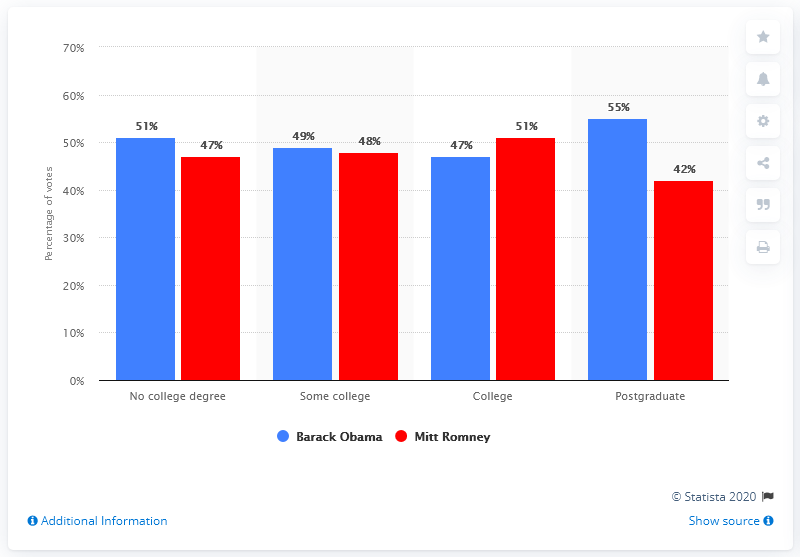 70%
60%
50%
40%
30%
20%
10%
0%
Percentage of votes
51%
47%
49%
48%
47%
51%
55%
42%
No college degree
Some college
College
Postgraduate
Barack Obama
Mitt Romney
© Statista 2020
Additional Information
Show source